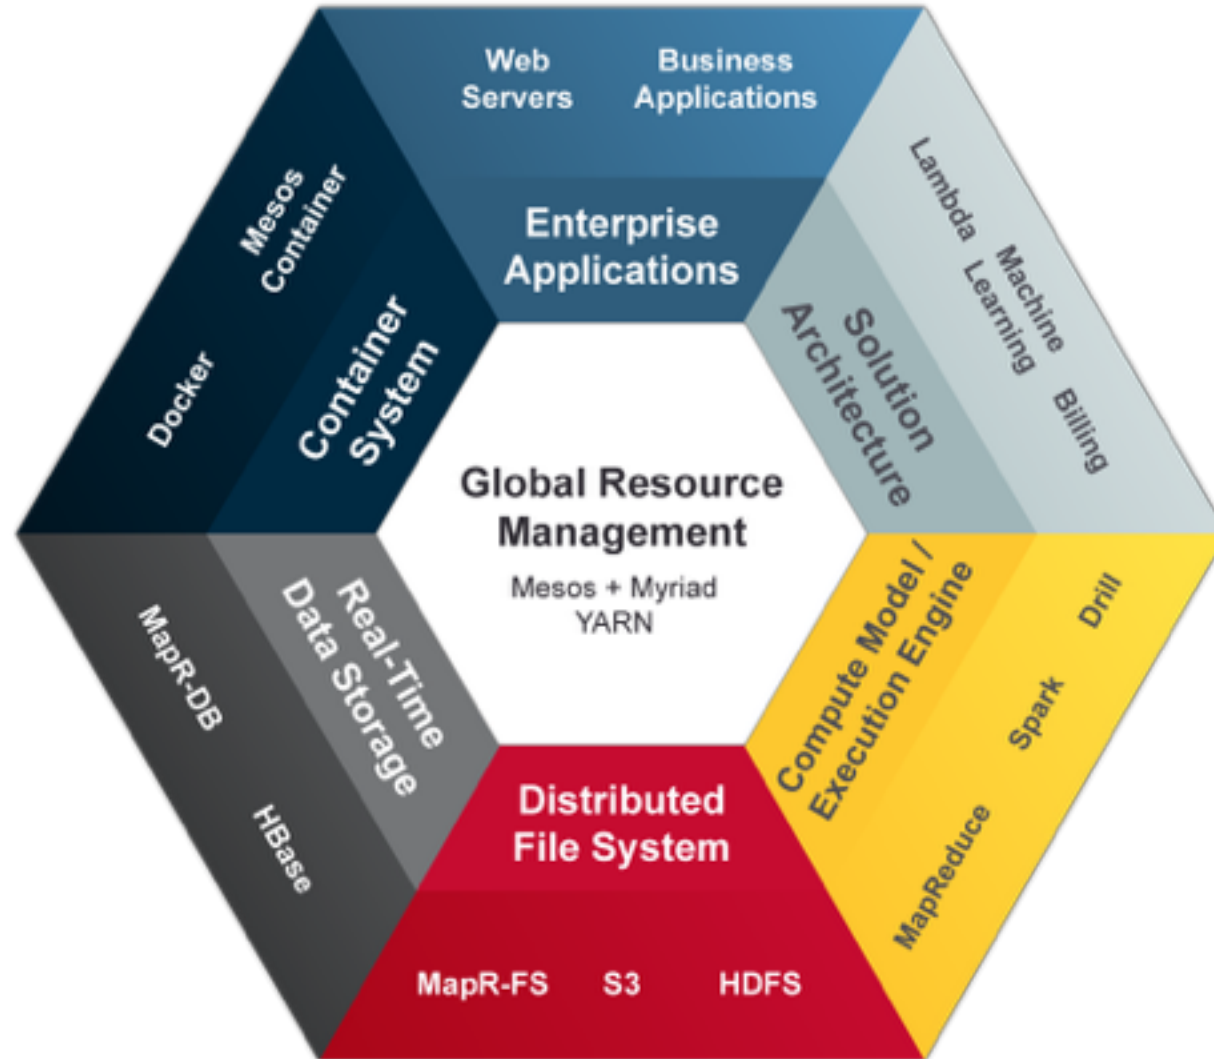 Web
Servers
Business
Applications
Enterprise
Applications
Lambda
Machine
Learning
Billing
Solution
Architecture
Drill
Spark
MapReduce
Compute Model /
Execution Engine
Distributed
File System
MapR-FS
S3
HDFS
Real-Time
Data Storage
MapR-DB
HBase
Mesos
Container
Docker
Container
System
Global Resource
Management
Mesos + Myriad
YARN